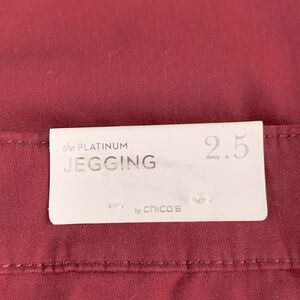 the PLATINUM
JEGGING 2.5
by chico's